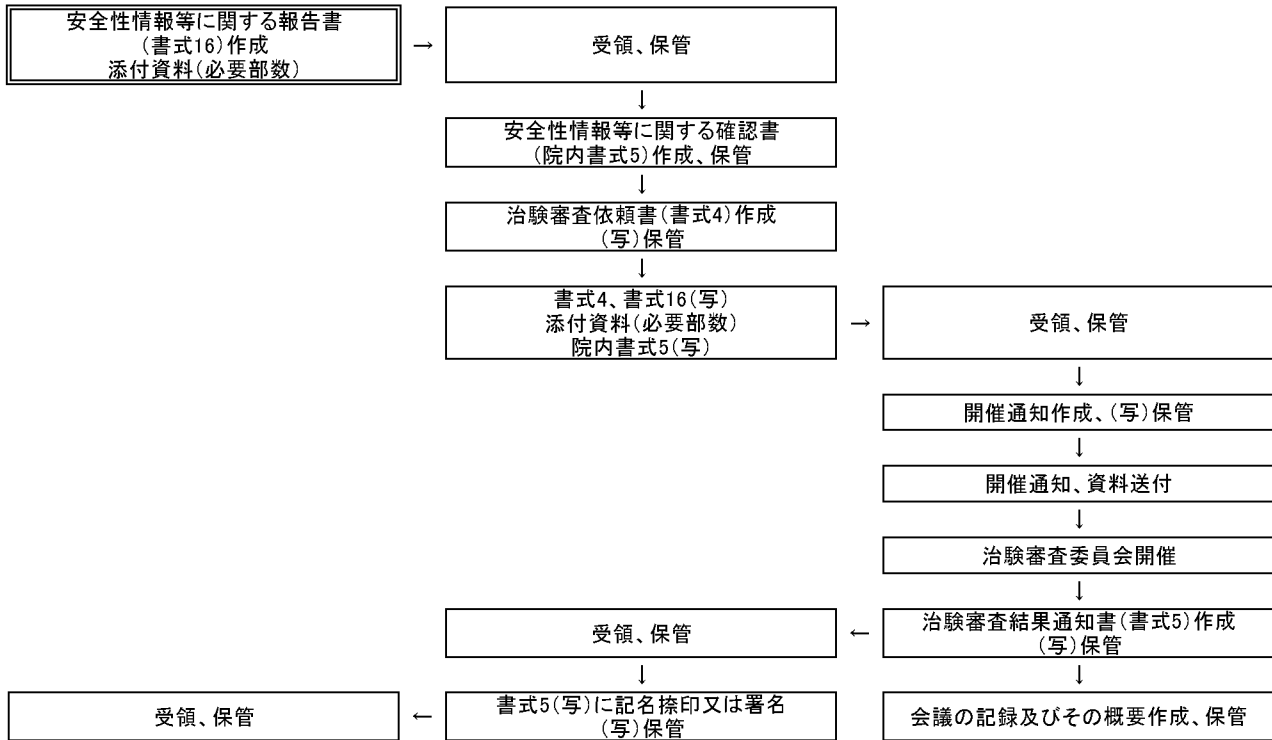 安全性情報等に関する報告書
(書式16)作成
添付資料(必要部数)
→
受領、保管
↓
安全性情報等に関する確認書
(院内書式5)作成、保管
↓
治験審査依頼書(書式4)作成
(写)保管
↓
書式4、書式16(写)
添付資料(必要部数)
院内書式5(写)
→
受領、保管
↓
開催通知作成、(写)保管
↓
開催通知、資料送付
↓
治験審査委員会開催
↓
治験審査結果通知書(書式5)作成
(写)保管
←
受領、保管
↓
↓
会議の記録及びその概要作成、保管
書式5(写)に記名捺印又は署名
(写)保管
←
受領、保管